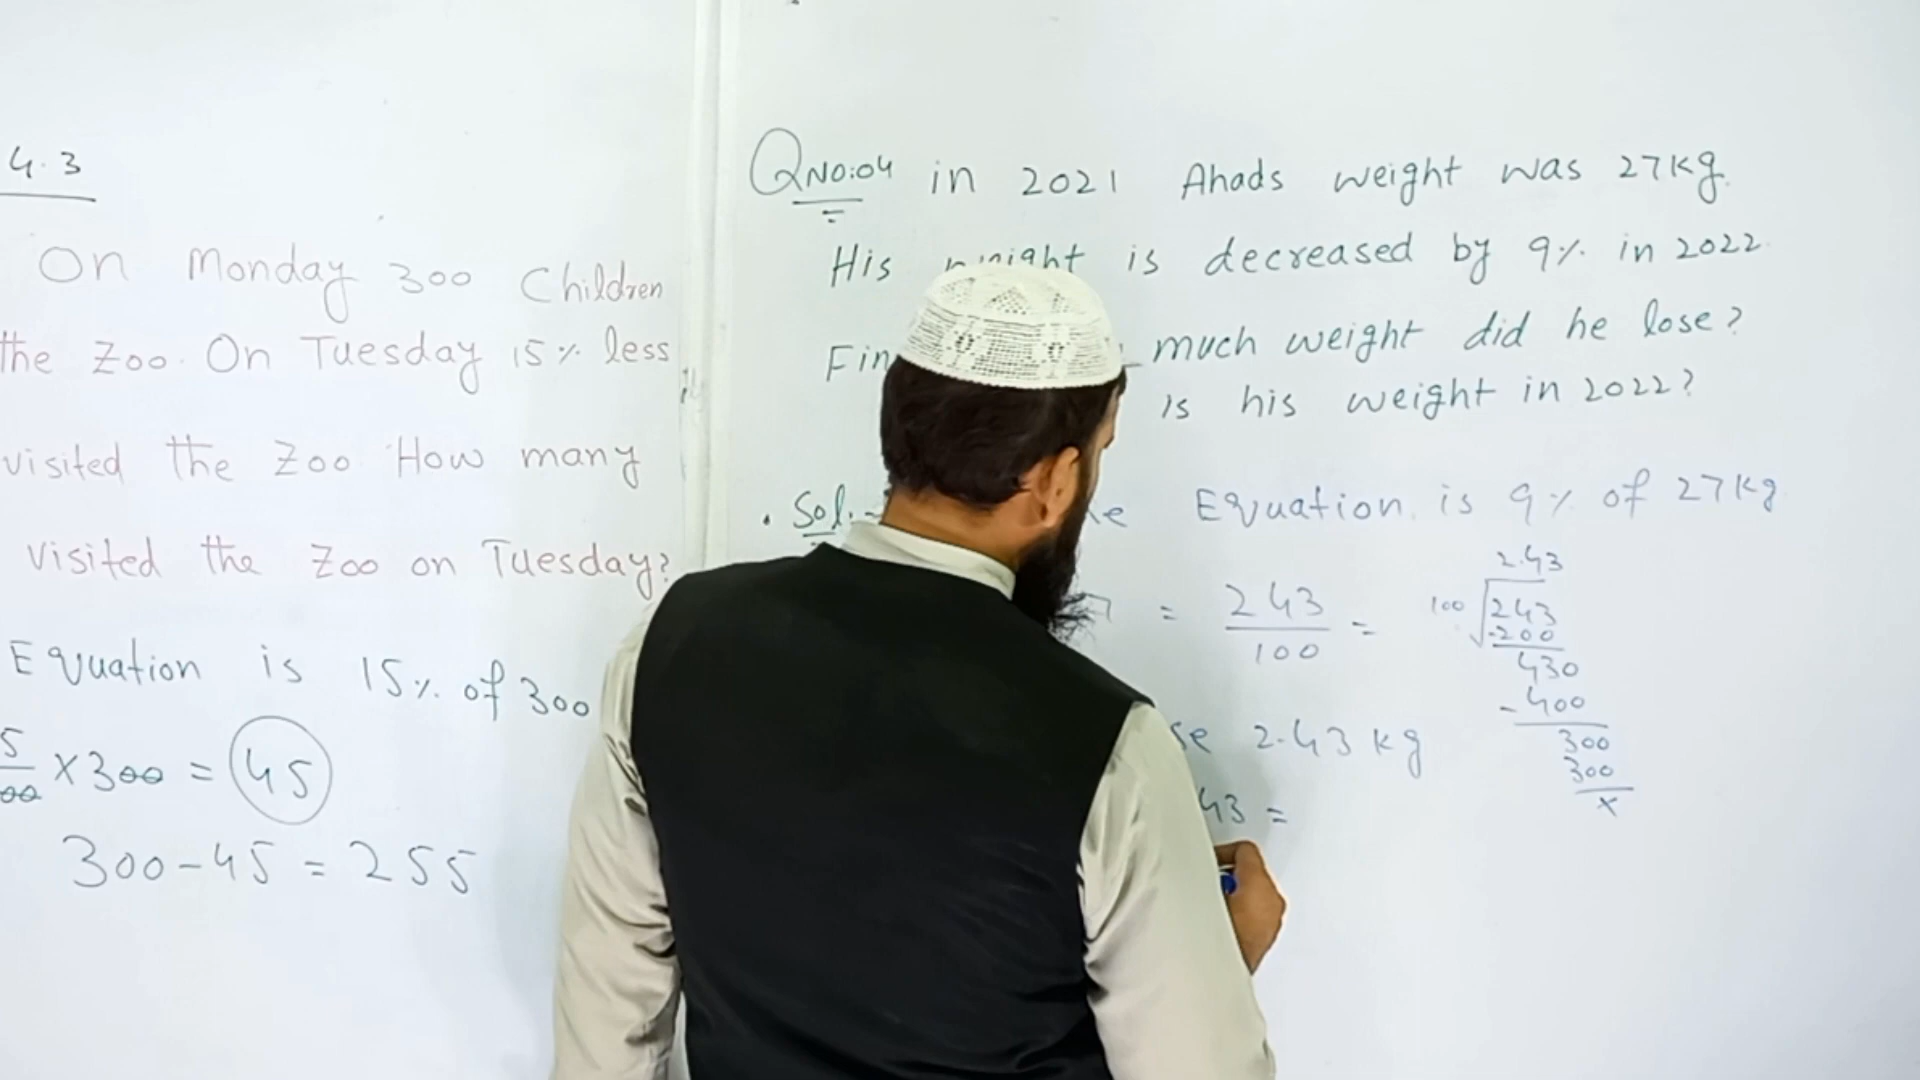 4.3
On Monday 300 Children
the Zoo. On Tuesday 15% less
visited the Zoo How many
visited the Zoo on Tuesday?
Equation is 15% of 300
5/00 ×300 = 45
300-45 = 255
QNO:04 in 2021 Ahads weight was 27kg.
His weight is decreased by 9% in 2022
much weight did he lose?
is his weight in 2022?
Sol:- Equation is 9% of 27kg
7 = 243/100 =
2.43
100 √243
-200
430
-400
300
300
×
se 2.43 kg
43 =